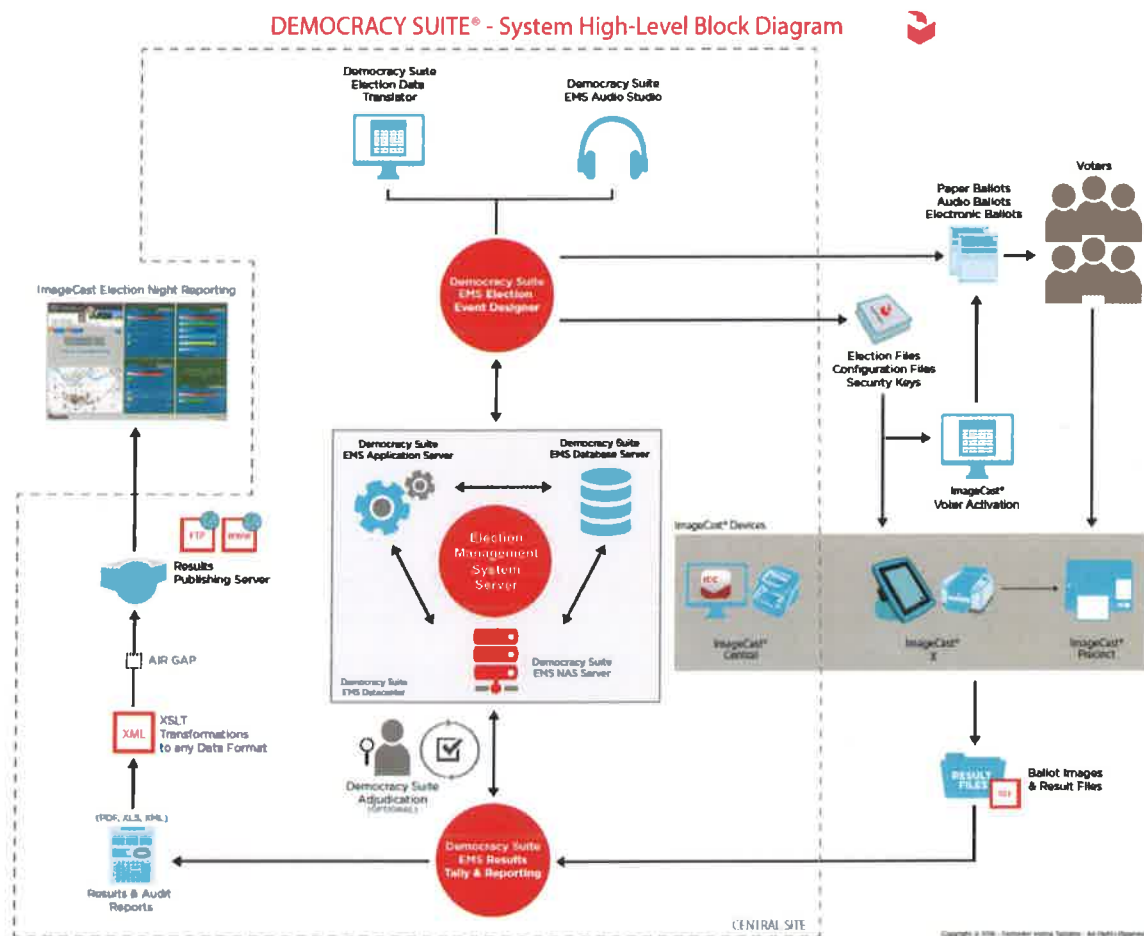 DEMOCRACY SUITE® - System High-Level Block Diagram
Democracy Suite
Election Data
Translator
Democracy Suite
EMS Audio Studio
Voters
Paper Ballots
Audio Ballots
Electronic Ballots
Democracy Suite
EMS Election
Event Designer
ImageCast Election Night Reporting
Election Files
Configuration Files
Security Keys
Democracy Suite
EMS Application Server
Democracy Suite
EMS Database Server
ImageCast®
Voter Activation
FTP
WWW
Results
Publishing Server
Election
Management
System
Server
ImageCast® Devices
ICC
ImageCast®
Central
ImageCast®
X
ImageCast®
Precinct
AIR GAP
Democracy Suite
EMS NAS Server
Democracy Suite
EMS Datacenter
XML
XSLT
Transformations
to any Data Format
Democracy Suite
Adjudication
(OPTIONAL)
RESULT
FILES
Ballot Images
& Result Files
(PDF, XLS, XML)
Democracy Suite
EMS Results
Tally & Reporting
Results & Audit
Reports
CENTRAL SITE